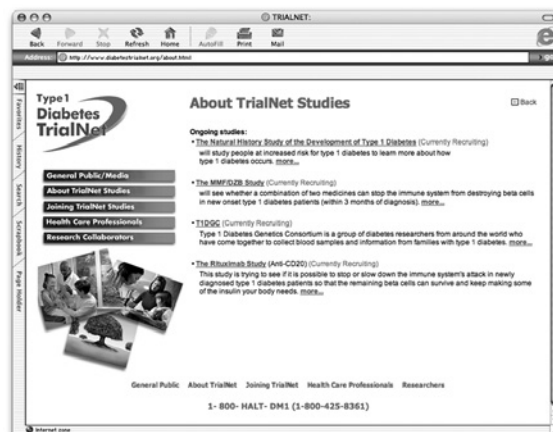 TRIALNET:
Back Forward Stop Refresh Home AutoFill Print Mail
Address: http://www.diabetestrialnet.org/about.html
Favorites
History
Search
Scrapbook
Page Holder
Type 1
Diabetes
TrialNet
General Public/Media
About TrialNet Studies
Joining TrialNet Studies
Health Care Professionals
Research Collaborators
About TrialNet Studies
Back
Ongoing studies:
• The Natural History Study of the Development of Type 1 Diabetes (Currently Recruiting)
will study people at increased risk for type 1 diabetes to learn more about how
type 1 diabetes occurs. more...
• The MMF/DZB Study (Currently Recruiting)
will see whether a combination of two medicines can stop the immune system from destroying beta cells
in new onset type 1 diabetes patients (within 3 months of diagnosis). more...
• T1DGC (Currently Recruiting)
Type 1 Diabetes Genetics Consortium is a group of diabetes researchers from around the world who
have come together to collect blood samples and information from families with type 1 diabetes. more...
• The Rituximab Study (Anti-CD20) (Currently Recruiting)
This study is trying to see if it is possible to stop or slow down the immune system's attack in newly
diagnosed type 1 diabetes patients so that the remaining beta cells can survive and keep making some
of the insulin your body needs. more...
General Public About TrialNet Joining TrialNet Health Care Professionals Researchers
1- 800- HALT- DM1 (1-800-425-8361)
Internet zone